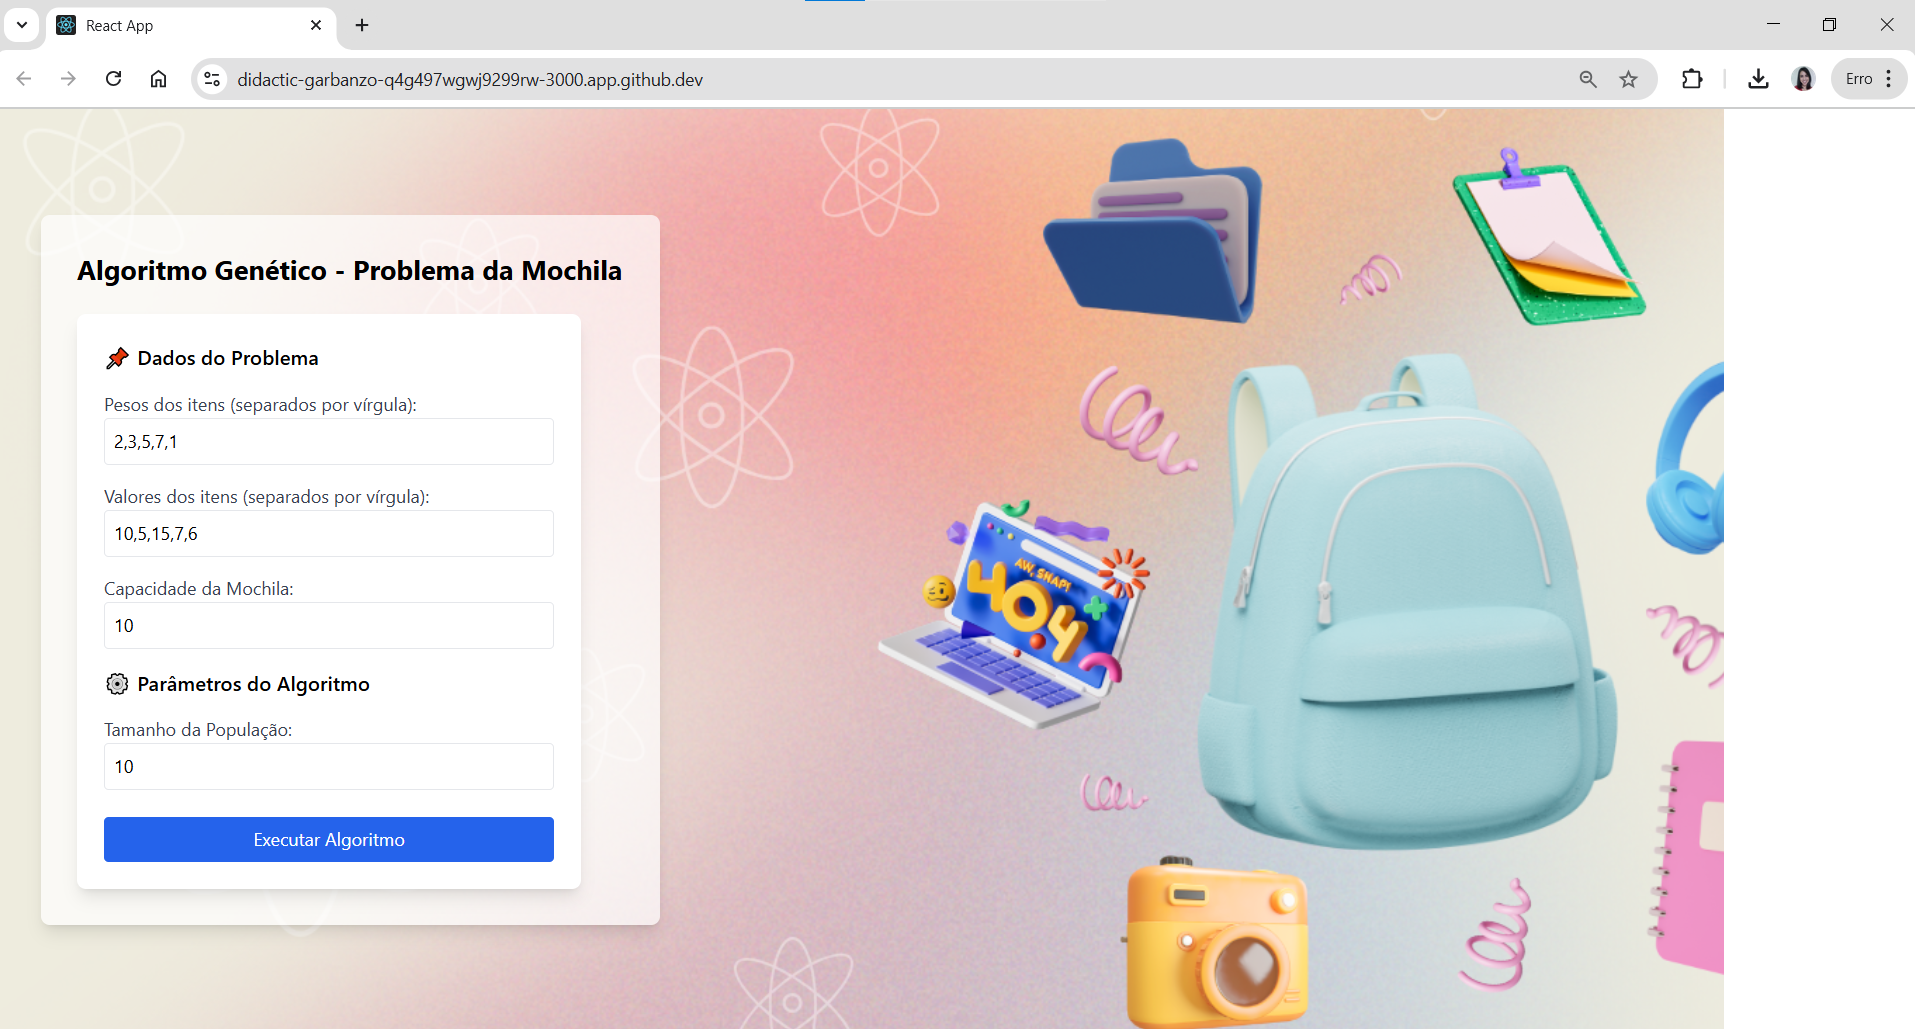 React App
didactic-garbanzo-q4g497wgwj9299rw-3000.app.github.dev
Erro
Algoritmo Genético - Problema da Mochila
Dados do Problema
Pesos dos itens (separados por vírgula):
2,3,5,7,1
Valores dos itens (separados por vírgula):
10,5,15,7,6
Capacidade da Mochila:
10
Parâmetros do Algoritmo
Tamanho da População:
10
Executar Algoritmo
AW, SNAP!
404